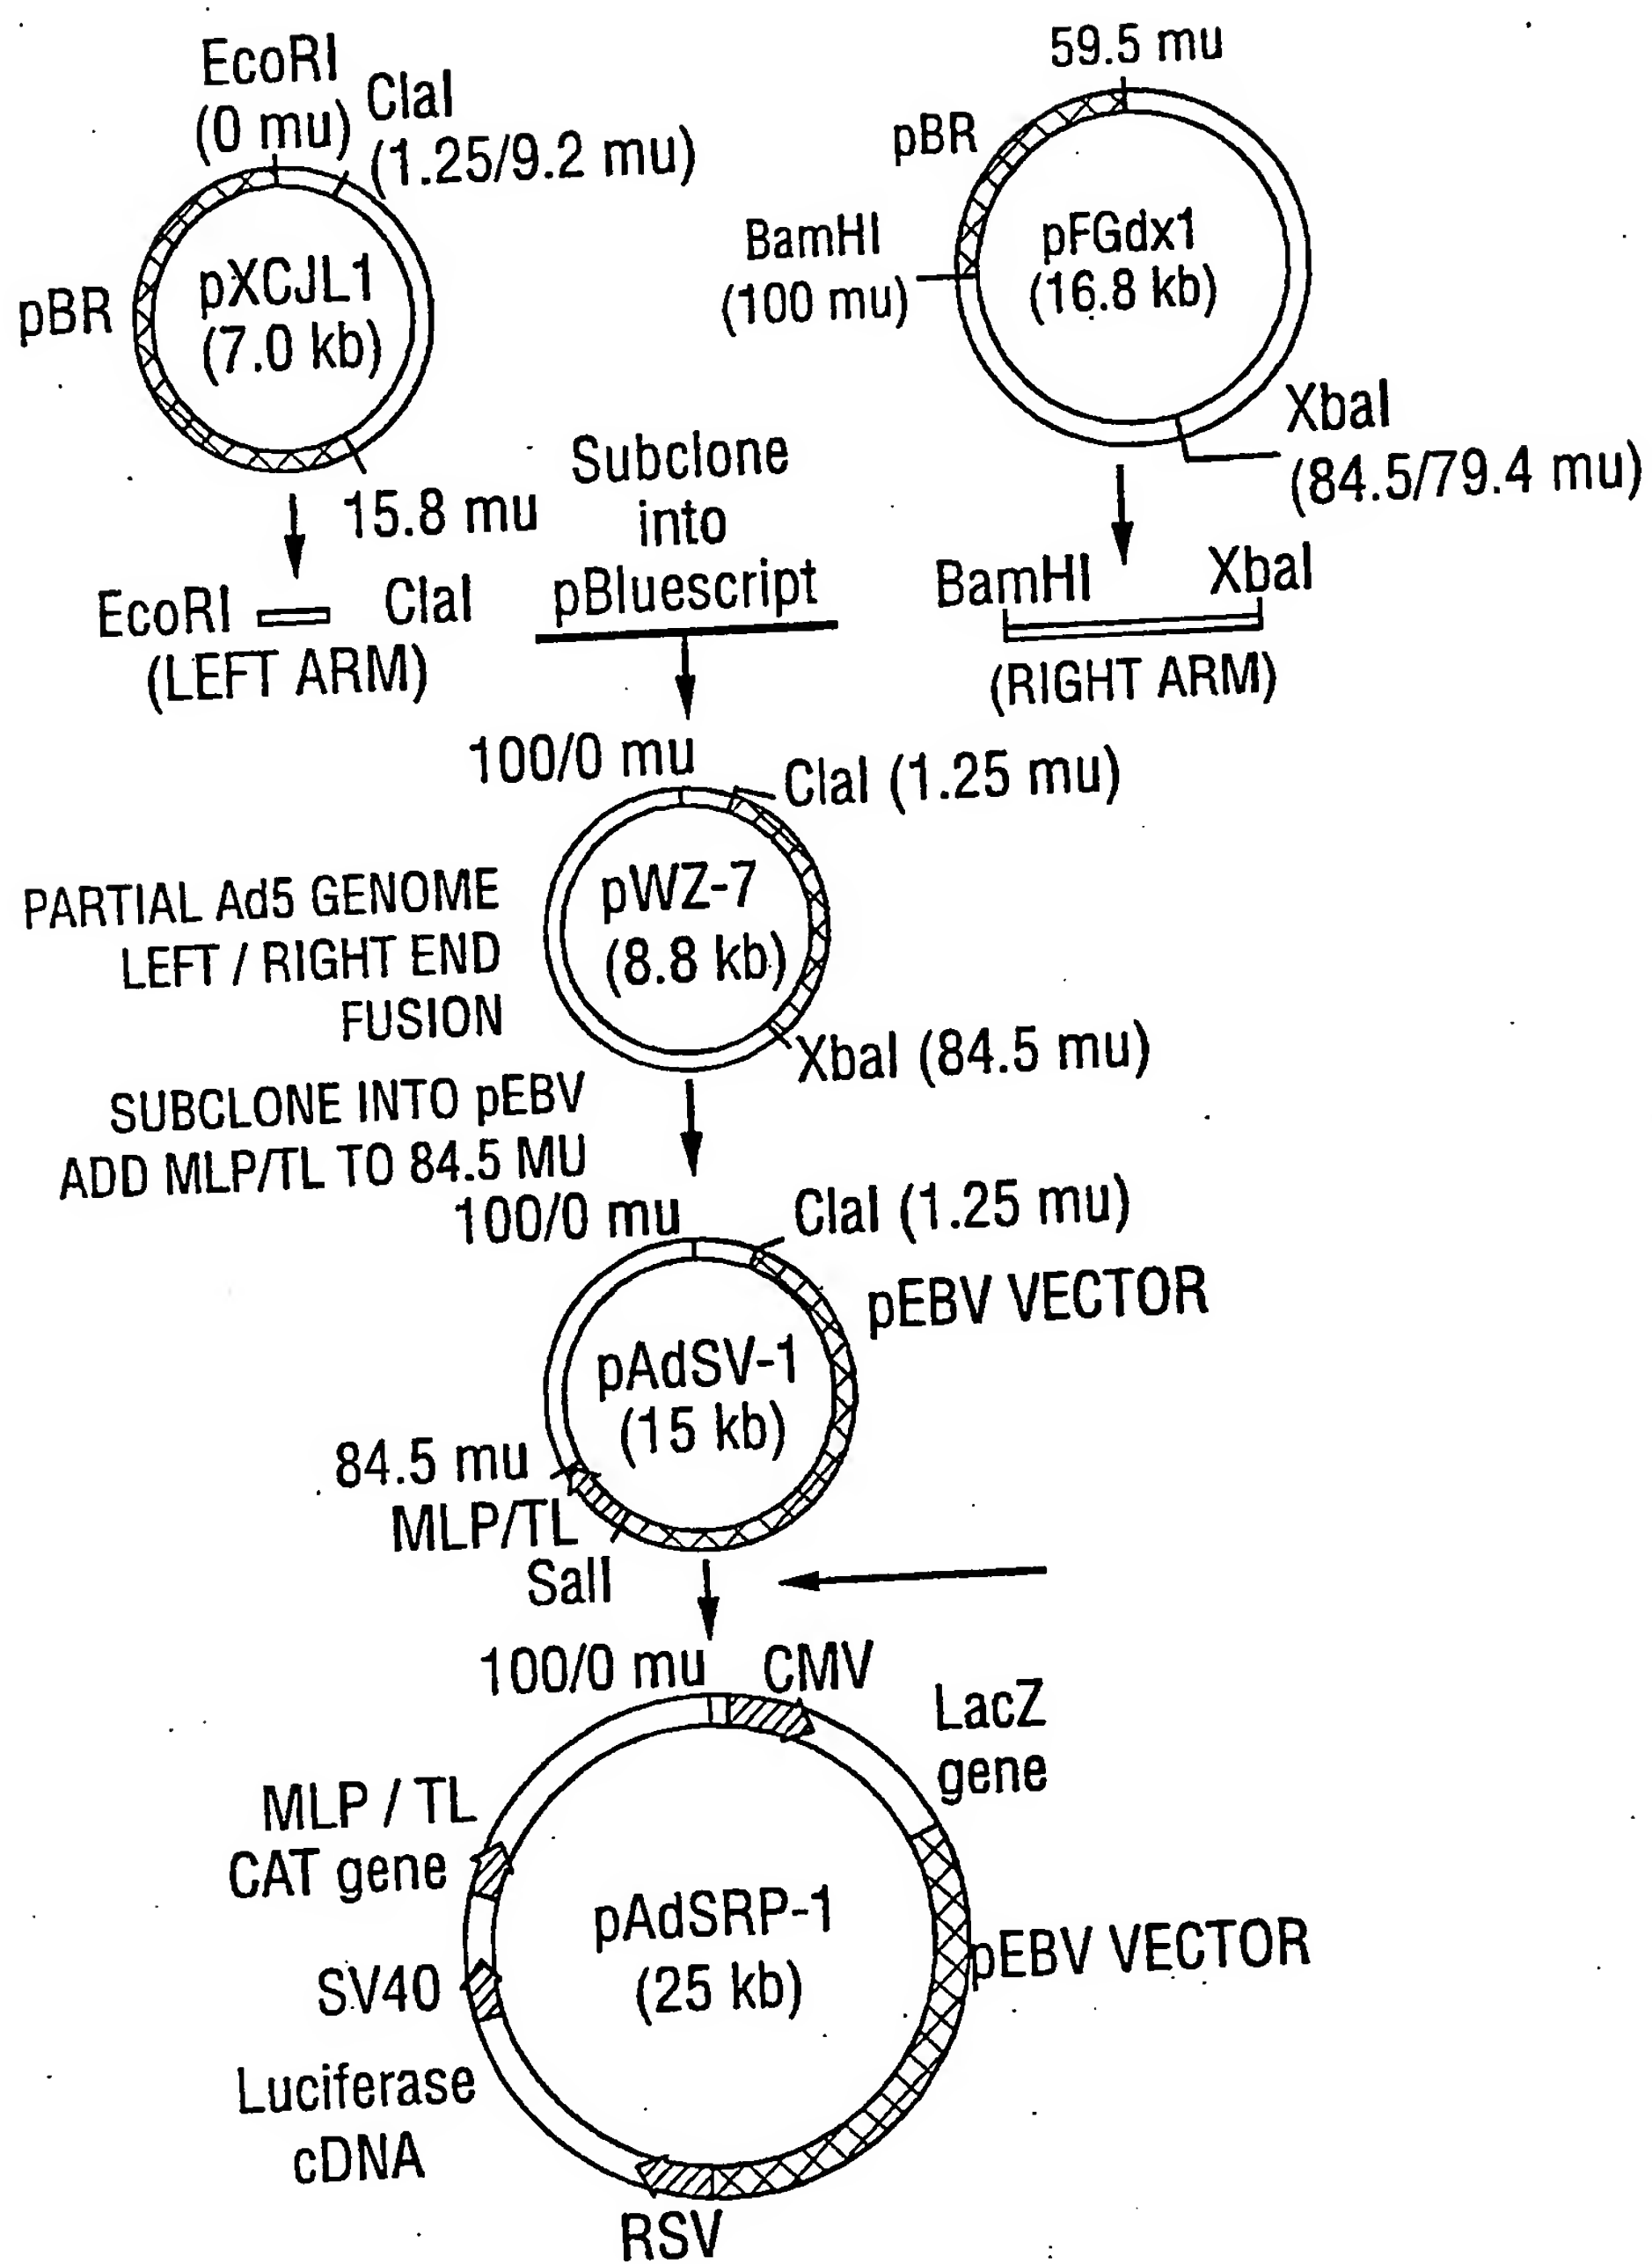 EcoRI
(0 mu)
ClaI
(1.25/9.2 mu)
pBR
pXCJL1
(7.0 kb)
15.8 mu
59.5 mu
pBR
BamHI
(100 mu)
pFGdx1
(16.8 kb)
XbaI
(84.5/79.4 mu)
Subclone
into
pBluescript
EcoRI
ClaI
(LEFT ARM)
BamHI
XbaI
(RIGHT ARM)
100/0 mu
ClaI (1.25 mu)
pWZ-7
(8.8 kb)
PARTIAL Ad5 GENOME
LEFT / RIGHT END
FUSION
XbaI (84.5 mu)
SUBCLONE INTO pEBV
ADD MLP/TL TO 84.5 MU
100/0 mu
ClaI (1.25 mu)
pEBV VECTOR
pAdSV-1
(15 kb)
84.5 mu
MLP/TL
SalI
100/0 mu
CMV
LacZ
gene
MLP / TL
CAT gene
pAdSRP-1
(25 kb)
pEBV VECTOR
SV40
Luciferase
cDNA
RSV